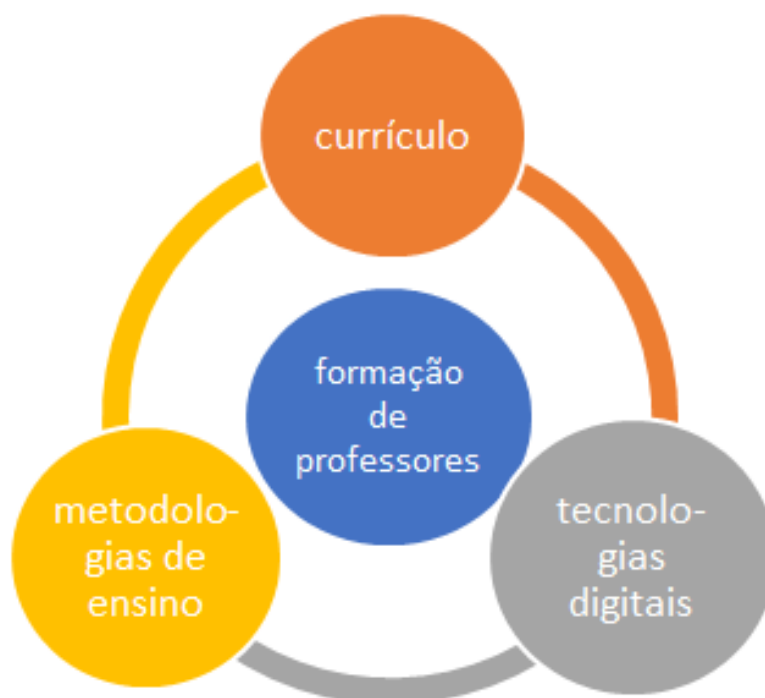 currículo
formação
de
professores
metodolo-
gias de
ensino
tecnolo-
gias
digitais